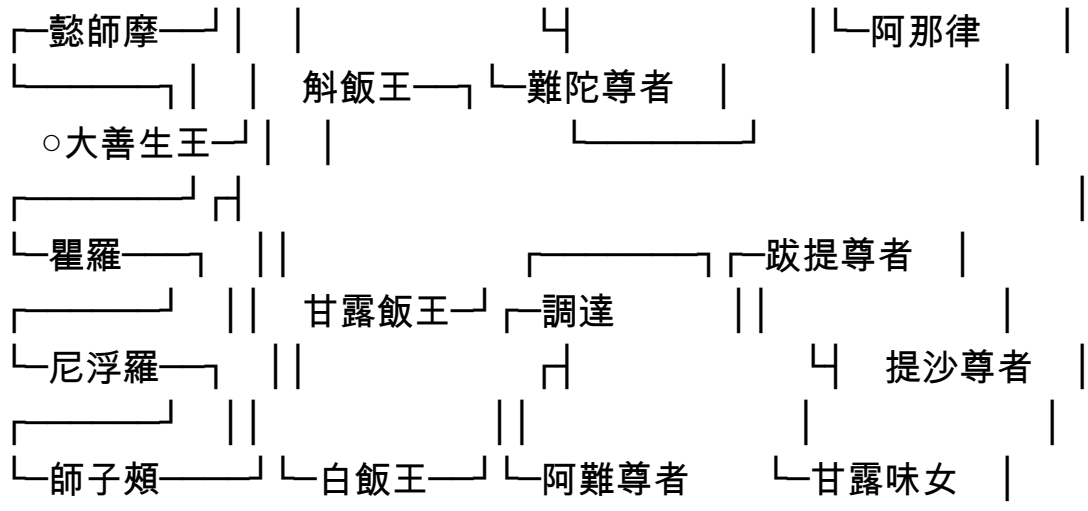 ┌─懿師摩──┘│ │ └┤ │└─阿那律 │
└────┐│ │ 斛飯王──┐└─難陀尊者 │ │
○大善生王─┘│ │ └────┘ │
┌────┘┌┤ │
└─瞿羅──┐ ││ ┌────┐┌─跋提尊者 │
┌────┘ ││ 甘露飯王─┘┌─調達 ││ │
└─尼浮羅─┐ ││ ┌┤ └┤ 提沙尊者 │
┌────┘ ││ ││ │ │
└─師子頰──┘└─白飯王─┘└─阿難尊者 └─甘露味女 │